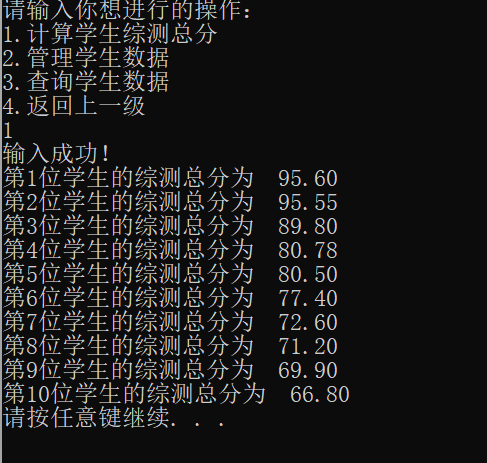 请输入你想进行的操作:
1.计算学生综测总分
2.管理学生数据
3.查询学生数据
4.返回上一级
1
输入成功!
第1位学生的综测总分为  95.60
第2位学生的综测总分为  95.55
第3位学生的综测总分为  89.80
第4位学生的综测总分为  80.78
第5位学生的综测总分为  80.50
第6位学生的综测总分为  77.40
第7位学生的综测总分为  72.60
第8位学生的综测总分为  71.20
第9位学生的综测总分为  69.90
第10位学生的综测总分为  66.80
请按任意键继续. . .